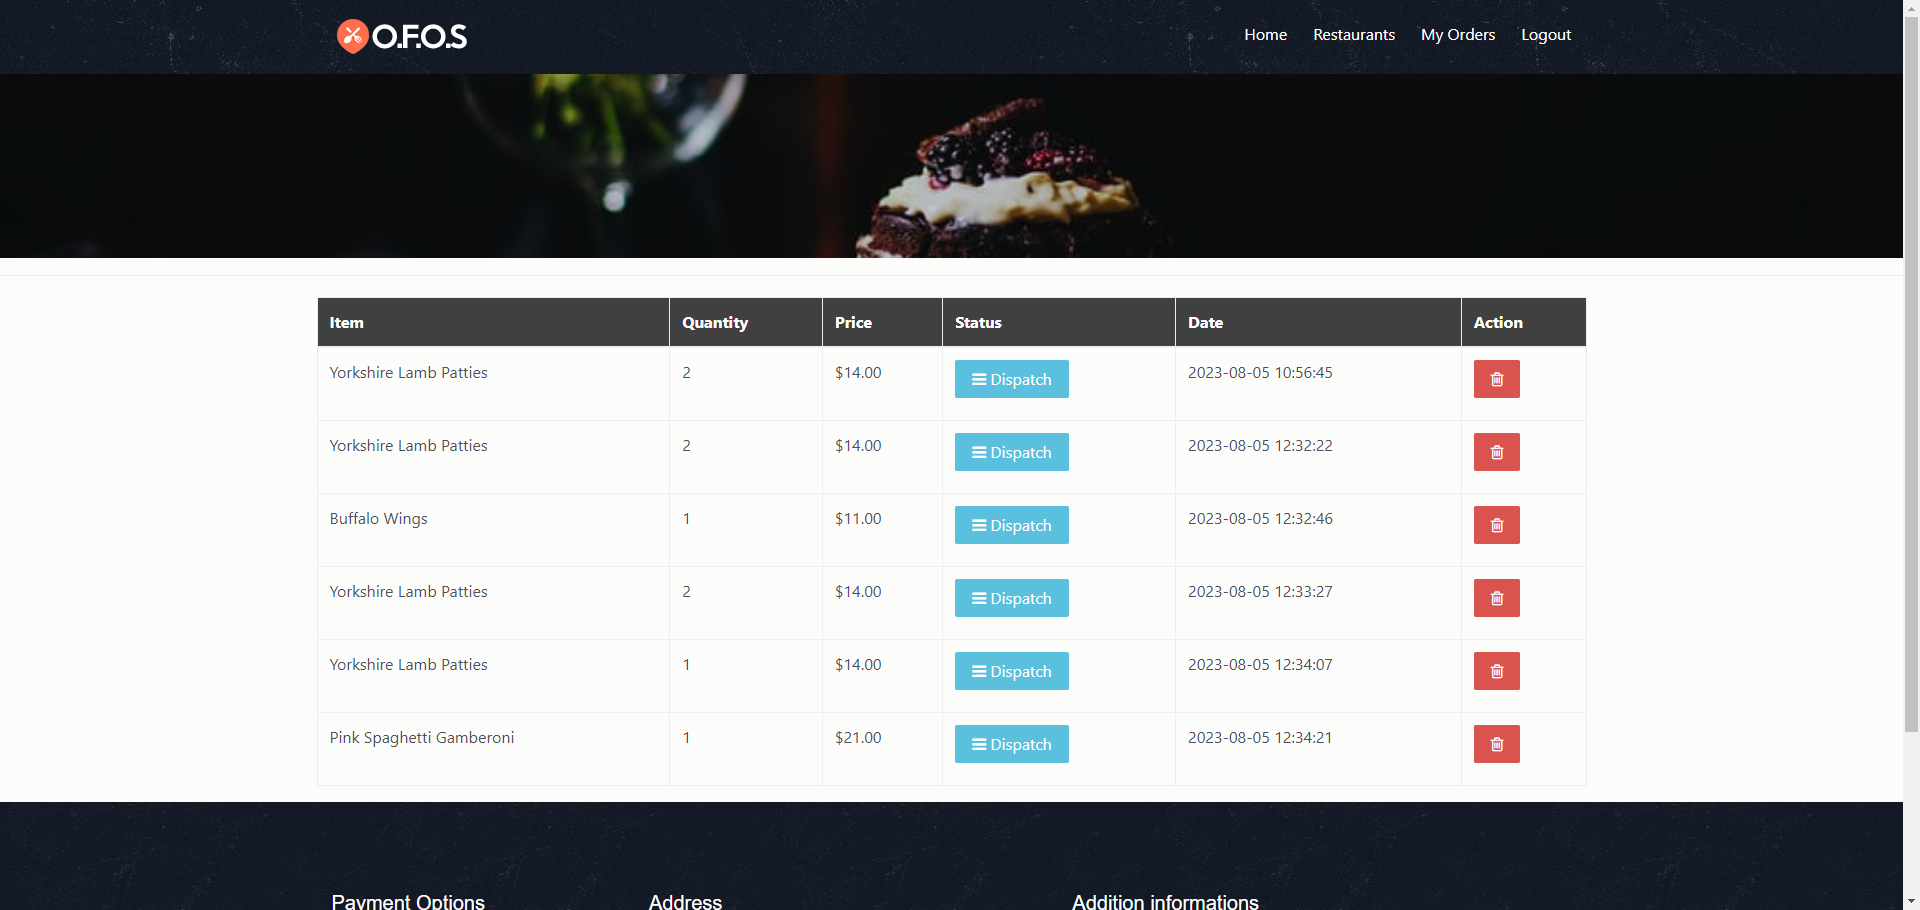 O.F.O.S Home Restaurants My Orders Logout
Item Quantity Price Status Date Action
Yorkshire Lamb Patties 2 $14.00 Dispatch 2023-08-05 10:56:45
Yorkshire Lamb Patties 2 $14.00 Dispatch 2023-08-05 12:32:22
Buffalo Wings 1 $11.00 Dispatch 2023-08-05 12:32:46
Yorkshire Lamb Patties 2 $14.00 Dispatch 2023-08-05 12:33:27
Yorkshire Lamb Patties 1 $14.00 Dispatch 2023-08-05 12:34:07
Pink Spaghetti Gamberoni 1 $21.00 Dispatch 2023-08-05 12:34:21
Payment Options Address Addition informations